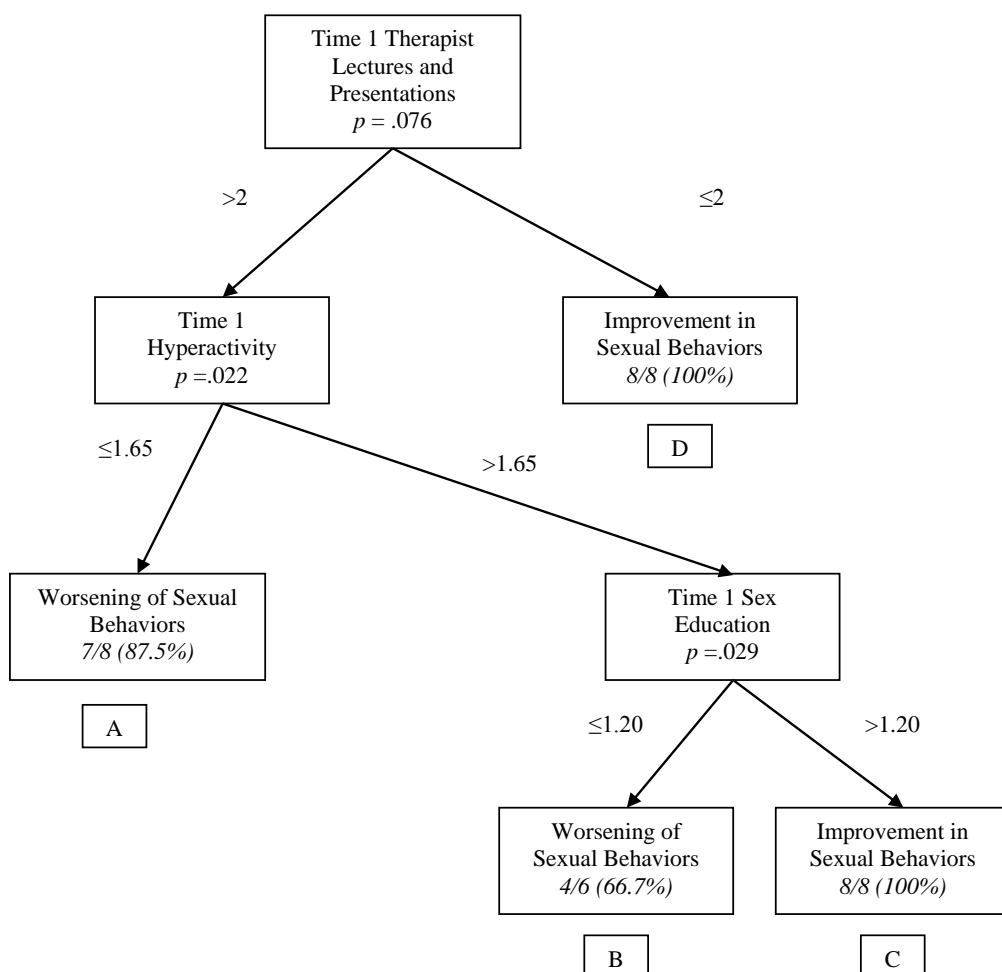 Time 1 Therapist
Lectures and
Presentations
p = .076
>2
≤2
Time 1
Hyperactivity
p =.022
Improvement in
Sexual Behaviors
8/8 (100%)
D
≤1.65
>1.65
Worsening of Sexual
Behaviors
7/8 (87.5%)
A
Time 1 Sex
Education
p =.029
≤1.20
>1.20
Worsening of
Sexual Behaviors
4/6 (66.7%)
B
Improvement in
Sexual Behaviors
8/8 (100%)
C